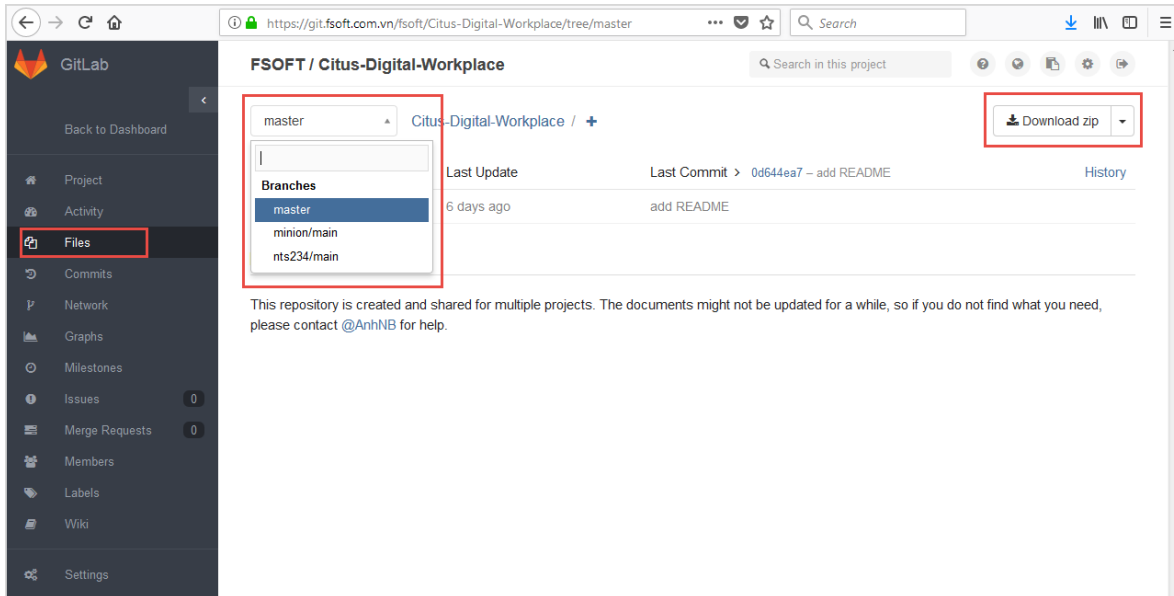 https://git.fsoft.com.vn/fsoft/Citus-Digital-Workplace/tree/master
Search
GitLab
FSOFT / Citus-Digital-Workplace
Search in this project
Back to Dashboard
Project
Activity
Files
Commits
Network
Graphs
Milestones
Issues 0
Merge Requests 0
Members
Labels
Wiki
Settings
master
Citus-Digital-Workplace / +
Download zip
Branches
master
minion/main
nts234/main
Last Update
Last Commit > 0d644ea7 – add README
History
6 days ago
add README
This repository is created and shared for multiple projects. The documents might not be updated for a while, so if you do not find what you need,
please contact @AnhNB for help.